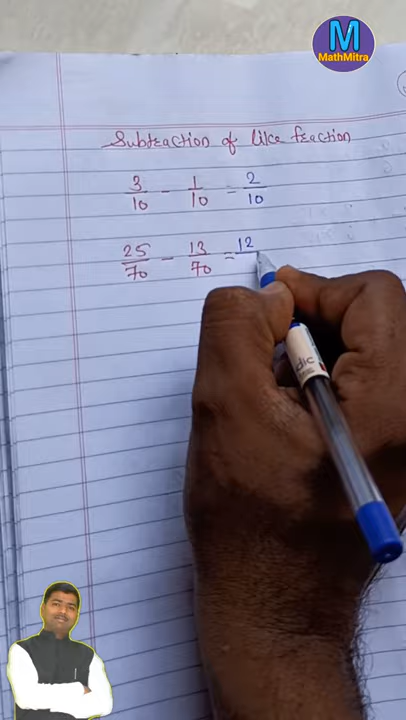 M
MathMitra
Subtraction of like fraction
3/10 - 1/10 = 2/10
25/70 - 13/70 = 12